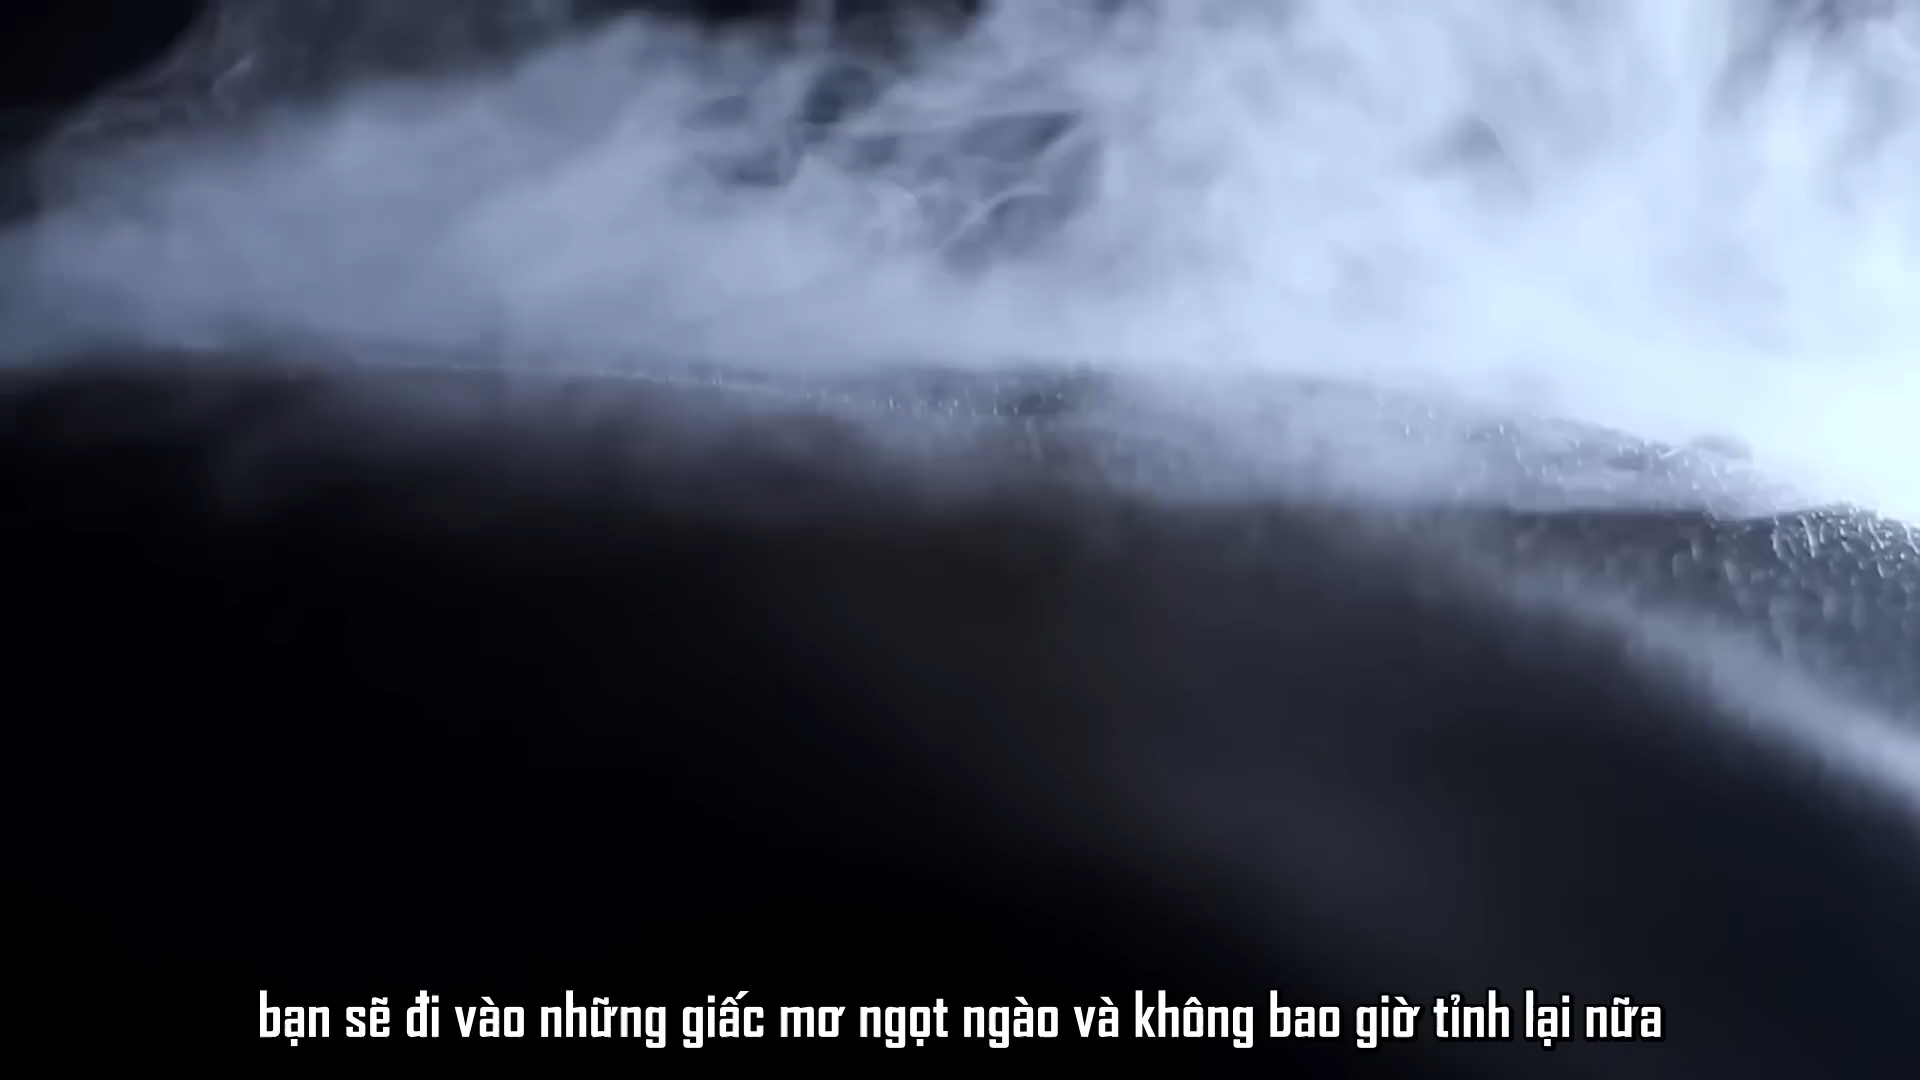 bạn sẽ đi vào những giấc mơ ngọt ngào và không bao giờ tỉnh lại nữa